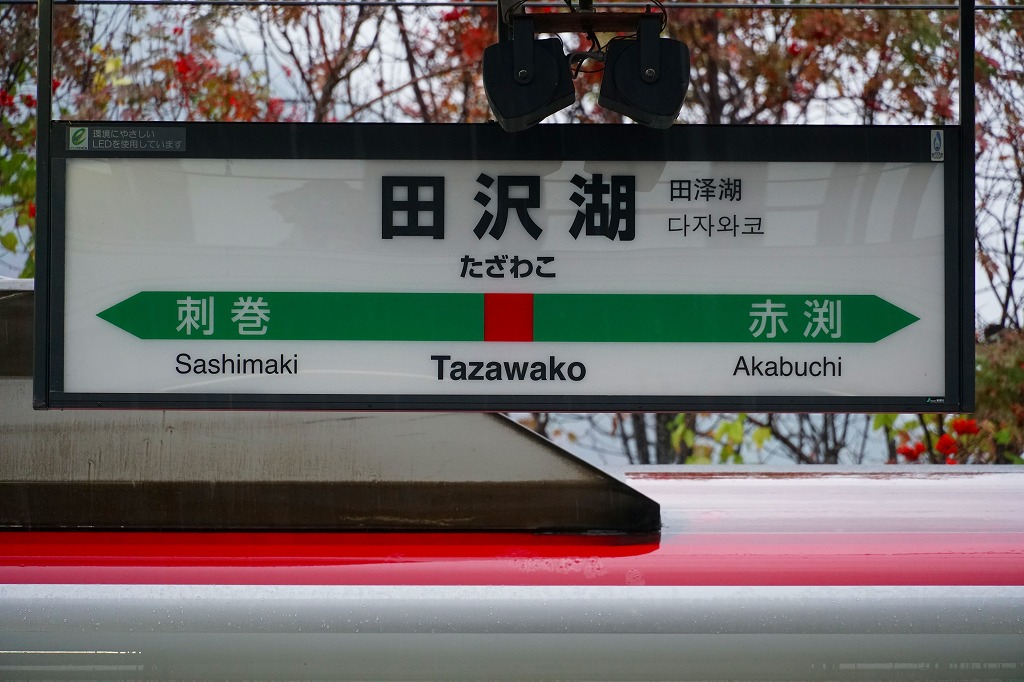 環境にやさしい
LEDを使用しています
田沢湖
田泽湖
다자와코
たざわこ
刺巻
赤渕
Sashimaki
Tazawako
Akabuchi